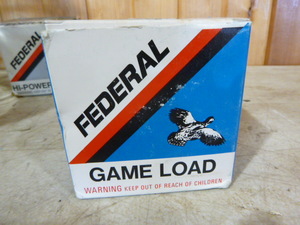 FEDERAL
HI-POWER
FEDERAL
GAME LOAD
WARNING KEEP OUT OF REACH OF CHILDREN